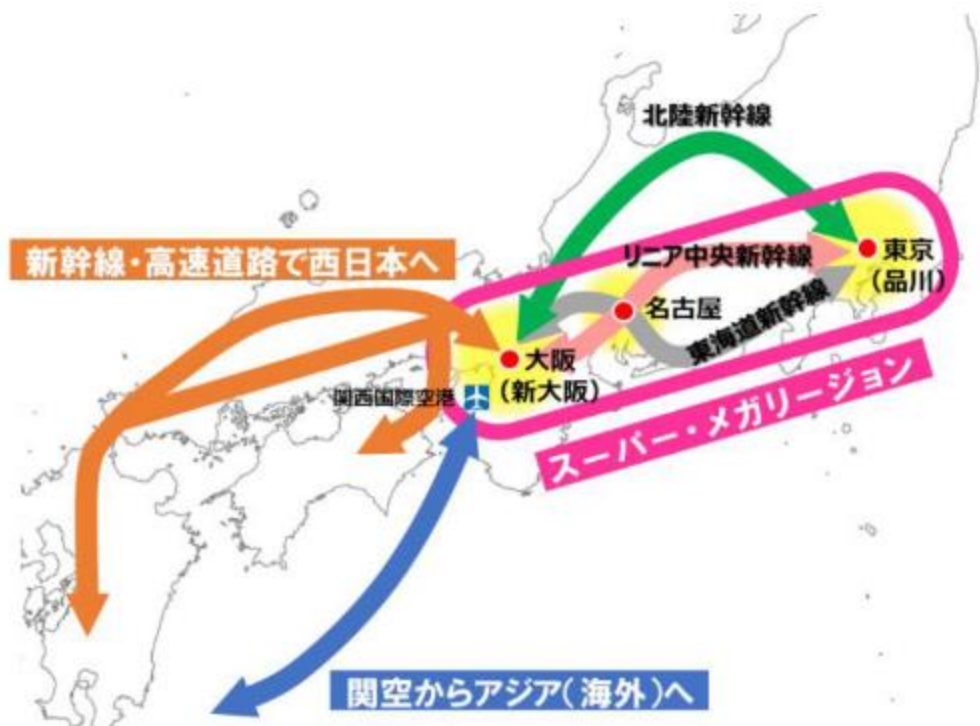 北陸新幹線
新幹線・高速道路で西日本へ
リニア中央新幹線
東京
(品川)
名古屋
東海道新幹線
大阪
(新大阪)
関西国際空港
スーパー・メガリージョン
関空からアジア(海外)へ